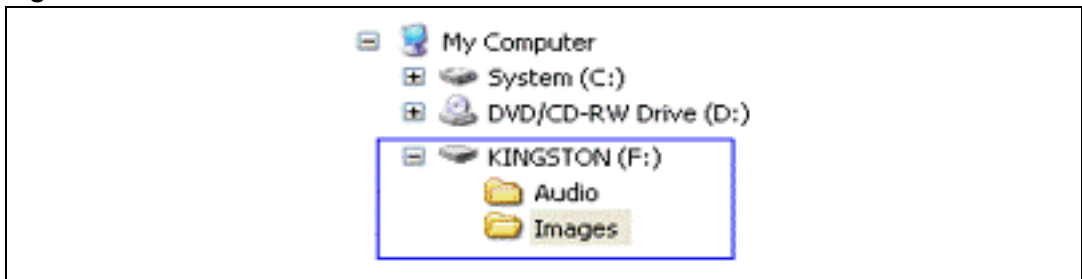 My Computer
System (C:)
DVD/CD-RW Drive (D:)
KINGSTON (F:)
Audio
Images